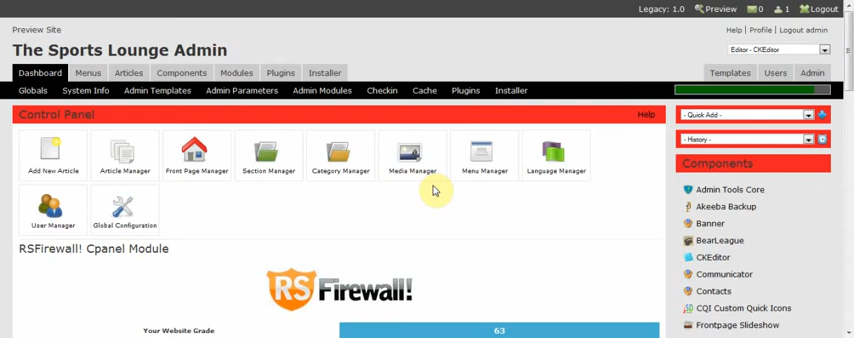 Legacy: 1.0 Preview 0 1 Logout
Preview Site
Help Profile Logout admin
The Sports Lounge Admin
Editor - CKEditor
Dashboard Menus Articles Components Modules Plugins Installer Templates Users Admin
Globals System Info Admin Templates Admin Parameters Admin Modules Checkin Cache Plugins Installer
Control Panel Help
Add New Article Article Manager Front Page Manager Section Manager Category Manager Media Manager Menu Manager Language Manager
User Manager Global Configuration
RSFirewall! Cpanel Module
RS Firewall!
Your Website Grade 63
- Quick Add -
- History -
Components
Admin Tools Core
Akeeba Backup
Banner
BearLeague
CKEditor
Communicator
Contacts
CQI Custom Quick Icons
Frontpage Slideshow